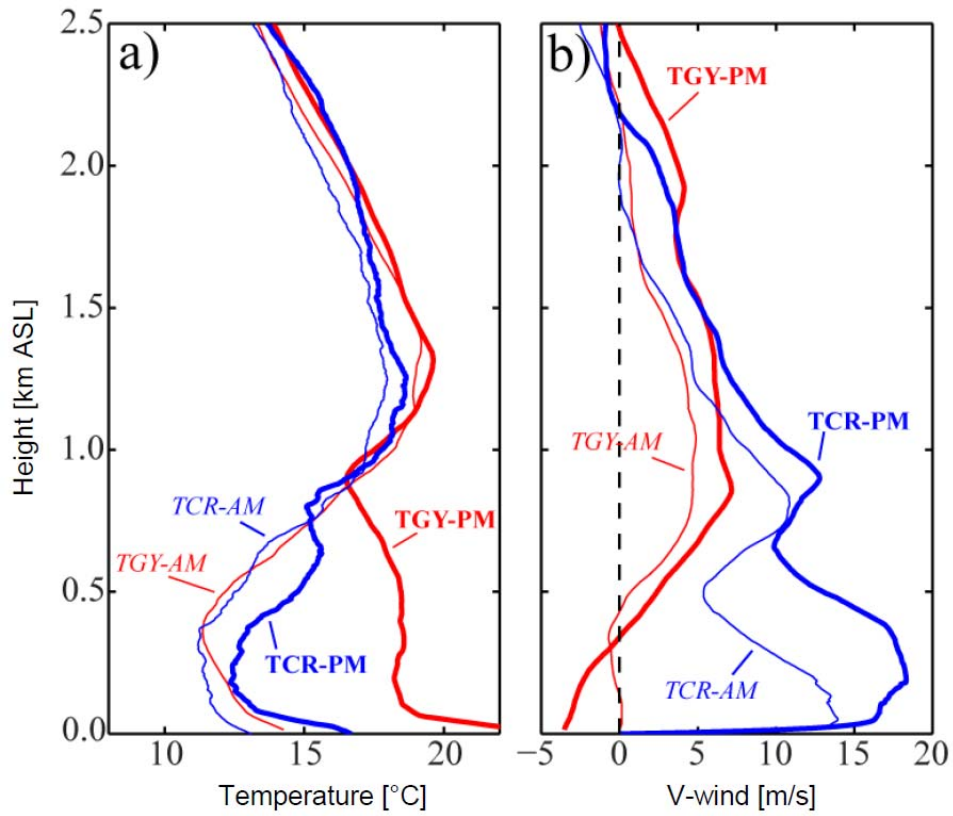 a)
b)
2.5
2.0
1.5
1.0
0.5
0.0
Height [km ASL]
TCR-AM
TGY-AM
TCR-PM
TGY-PM
10
15
20
Temperature [°C]
TGY-PM
TGY-AM
TCR-PM
TCR-AM
−5
0
5
10
15
20
V-wind [m/s]